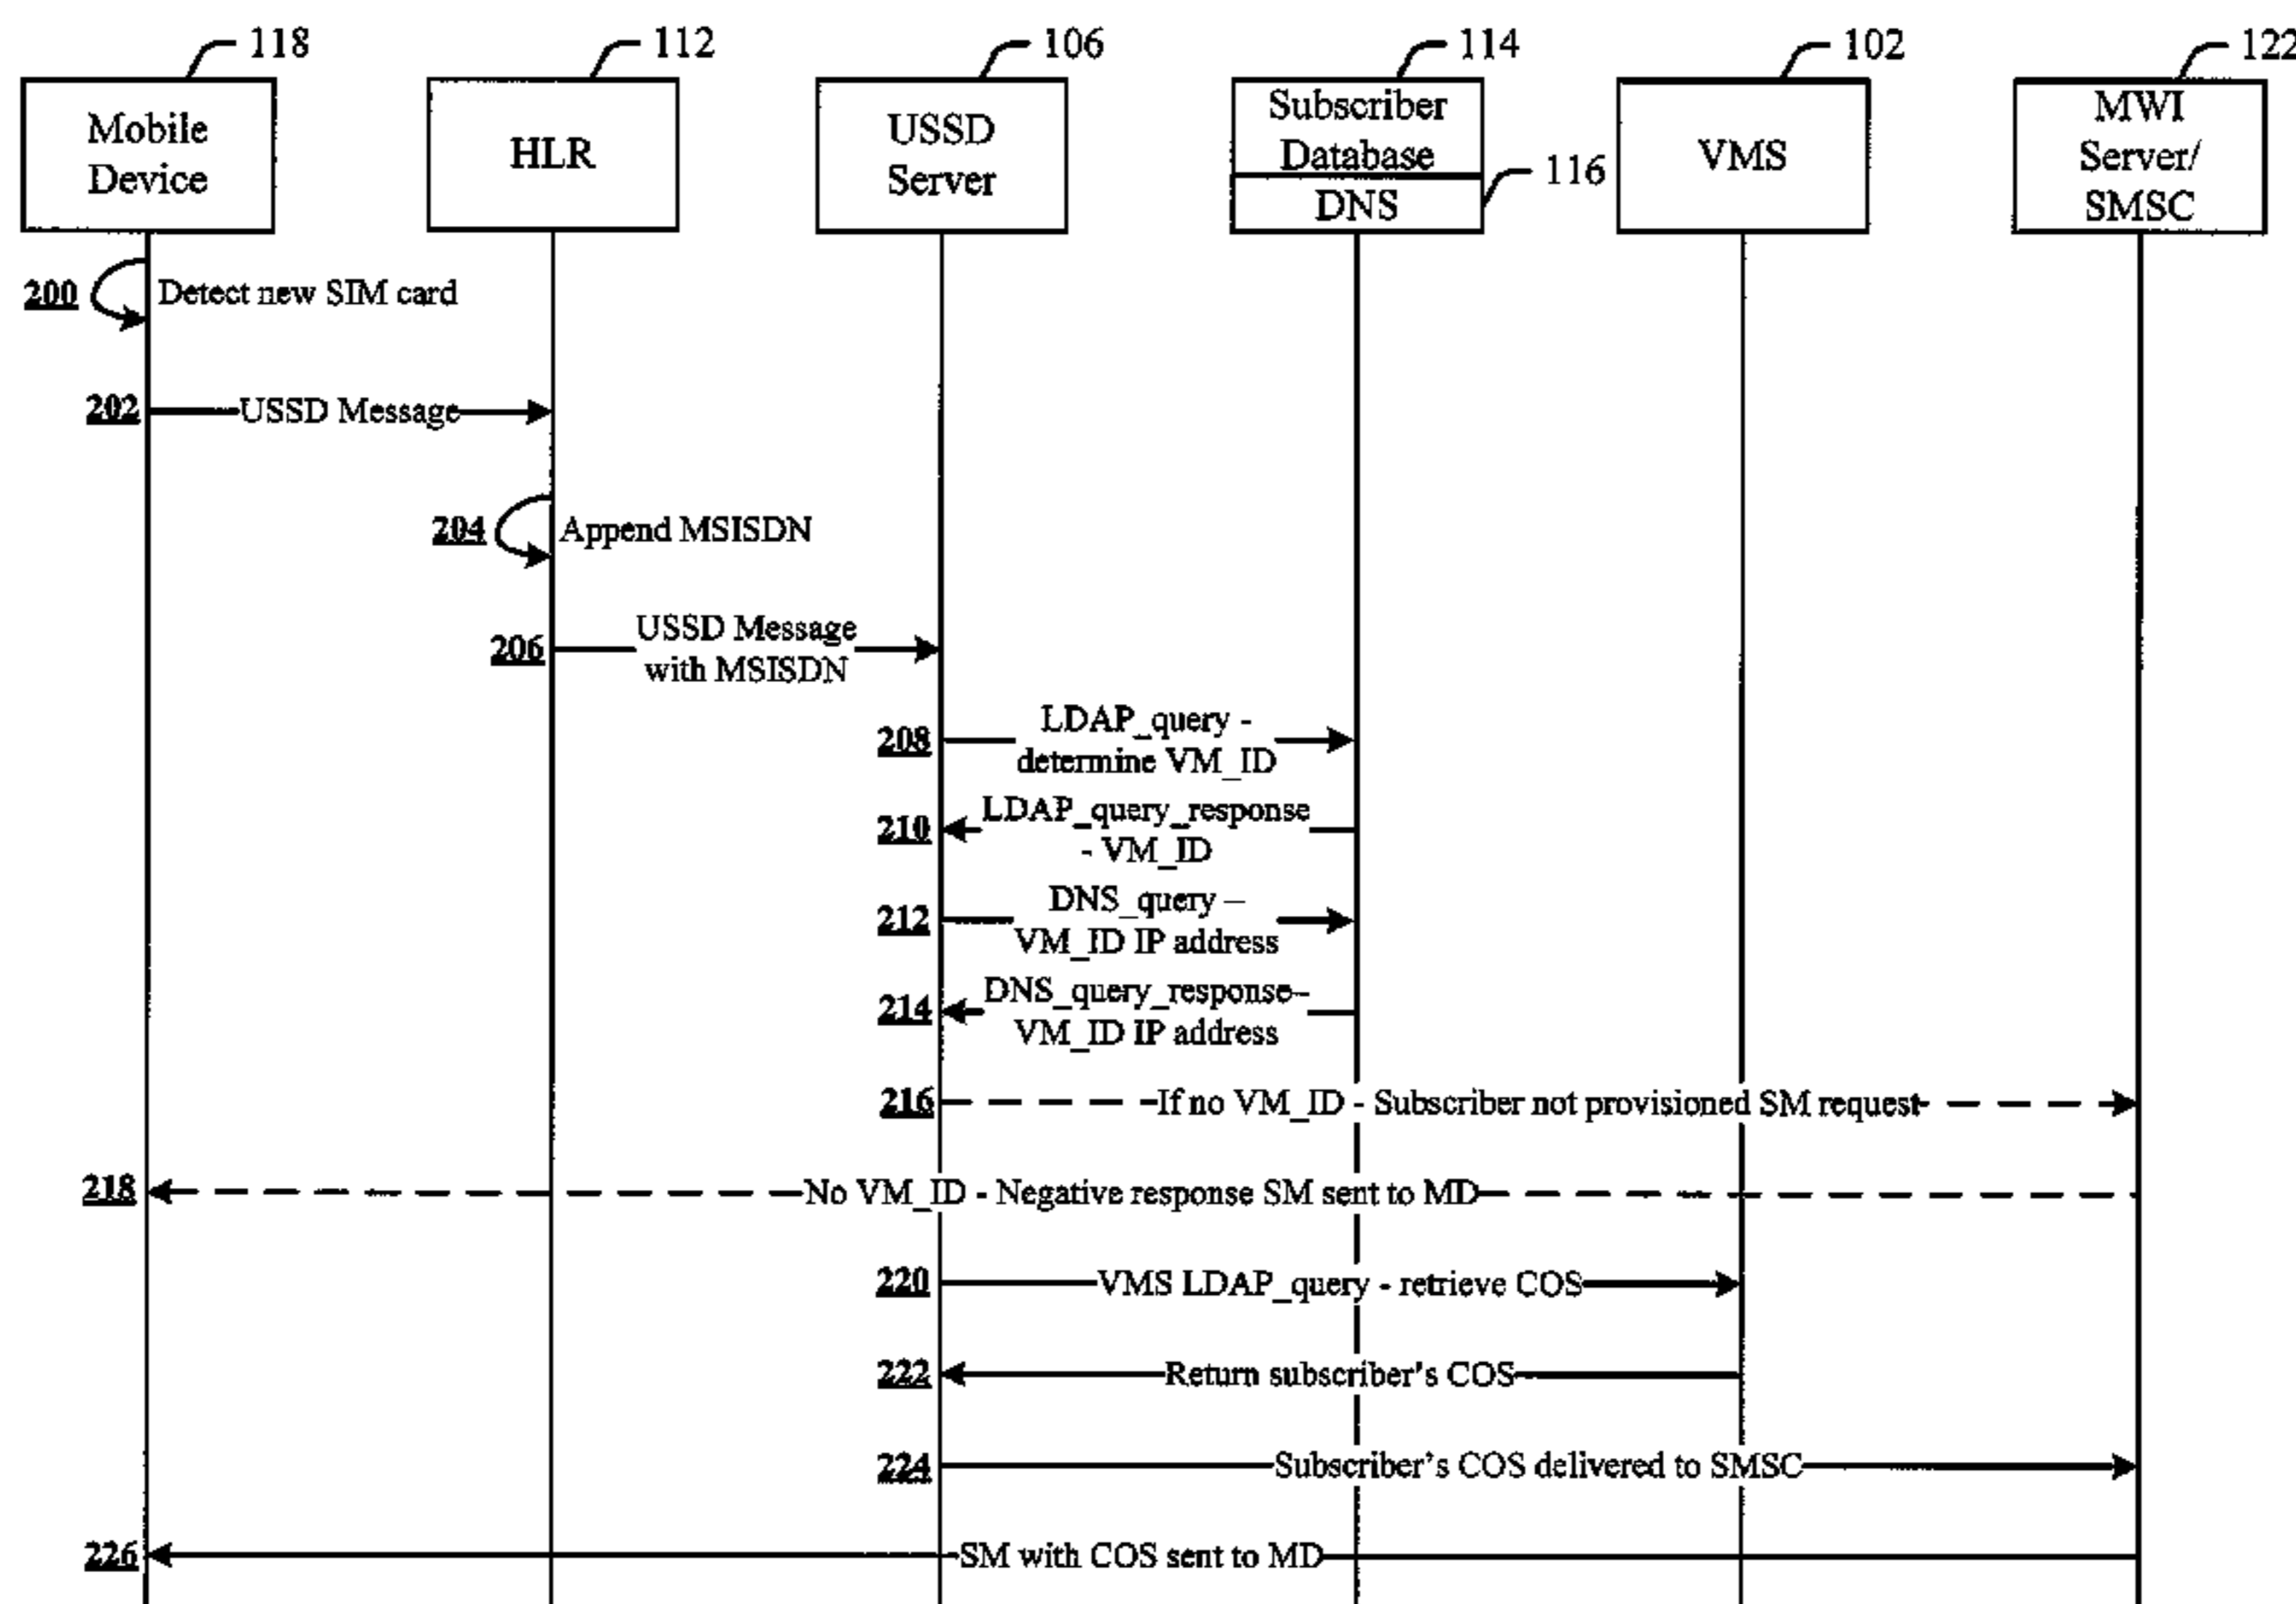 118
112
106
114
102
122
Mobile
Device
HLR
USSD
Server
Subscriber
Database
DNS
116
VMS
MWI
Server/
SMSC
200
Detect new SIM card
202
USSD Message
204
Append MSISDN
206
USSD Message
with MSISDN
208
LDAP_query -
determine VM_ID
210
LDAP_query_response
- VM_ID
212
DNS_query –
VM_ID IP address
214
DNS_query_response–
VM_ID IP address
216
If no VM_ID - Subscriber not provisioned SM request
218
No VM_ID - Negative response SM sent to MD
220
VMS LDAP_query - retrieve COS
222
Return subscriber's COS
224
Subscriber's COS delivered to SMSC
226
SM with COS sent to MD